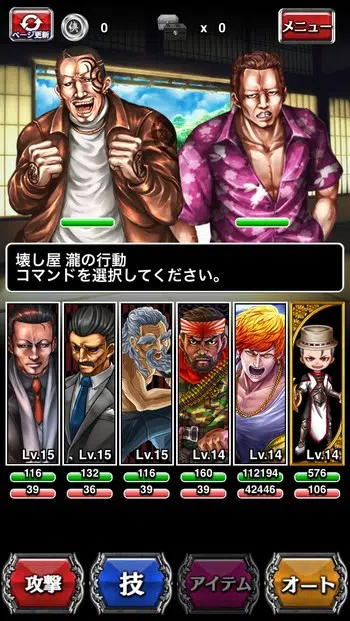 ページ更新
侠
0
x 0
メニュー
壊し屋 瀧の行動
コマンドを選択してください。
Lv.15 Lv.15 Lv.15 Lv.14 Lv.14 Lv.14
116 132 116 160 112194 576
39 36 39 39 42446 106
攻撃 技 アイテム オート